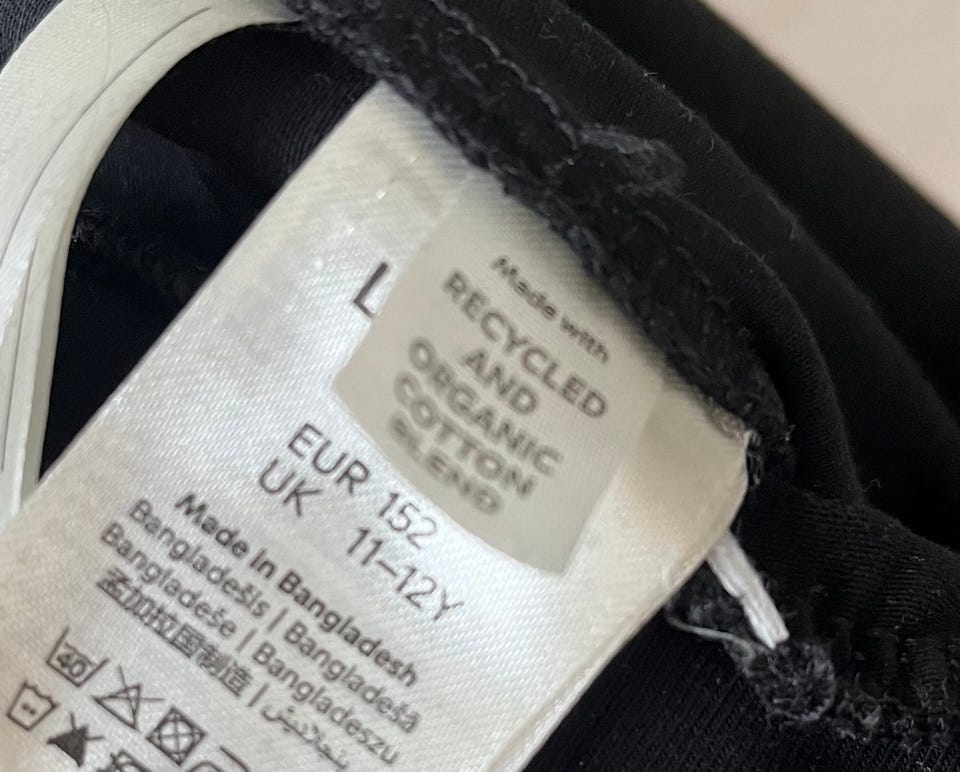 L
Made with
RECYCLED
AND
ORGANIC
COTTON
BLEND
EUR 152
UK 11–12Y
Made In Bangladesh
Bangladešis | Bangladešā
Bangladeše | Bangladeszu
孟加拉国制造 |
40